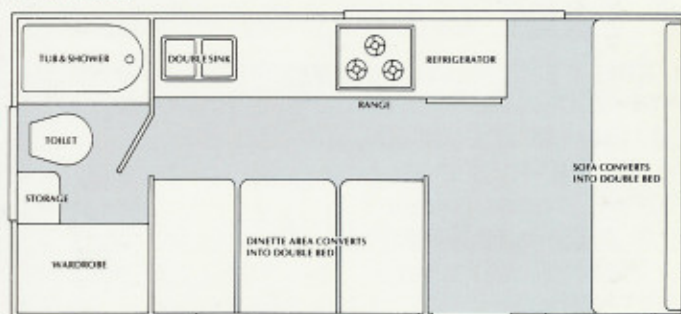 TUB & SHOWER
DOUBLE SINK
REFRIGERATOR
RANGE
TOILET
STORAGE
WARDROBE
DINETTE AREA CONVERTS
INTO DOUBLE BED
SOFA CONVERTS
INTO DOUBLE BED